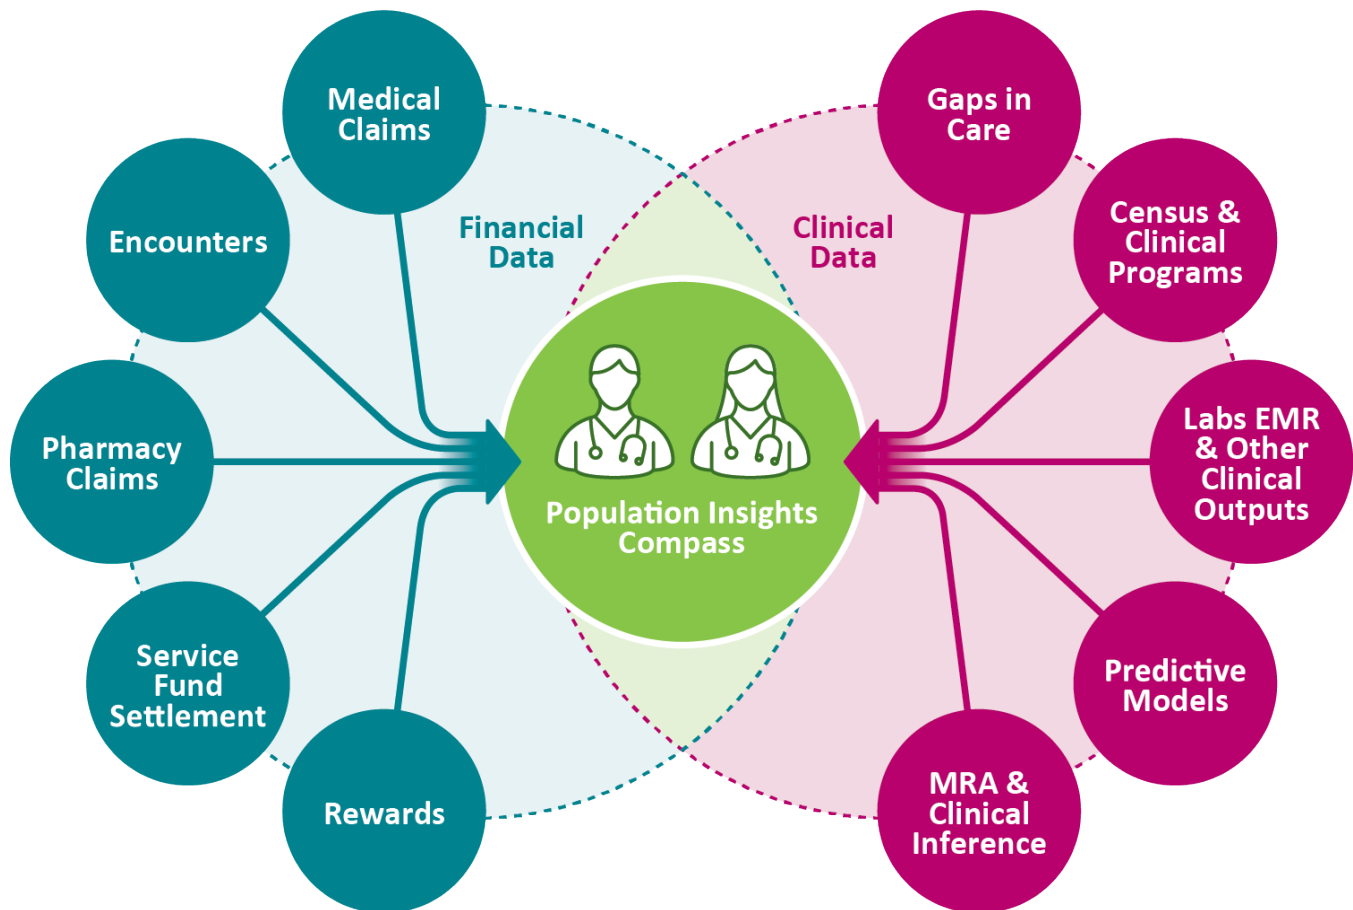 Medical
Claims
Encounters
Pharmacy
Claims
Service
Fund
Settlement
Rewards
Financial
Data
Clinical
Data
Population Insights
Compass
Gaps in
Care
Census &
Clinical
Programs
Labs EMR
& Other
Clinical
Outputs
Predictive
Models
MRA &
Clinical
Inference